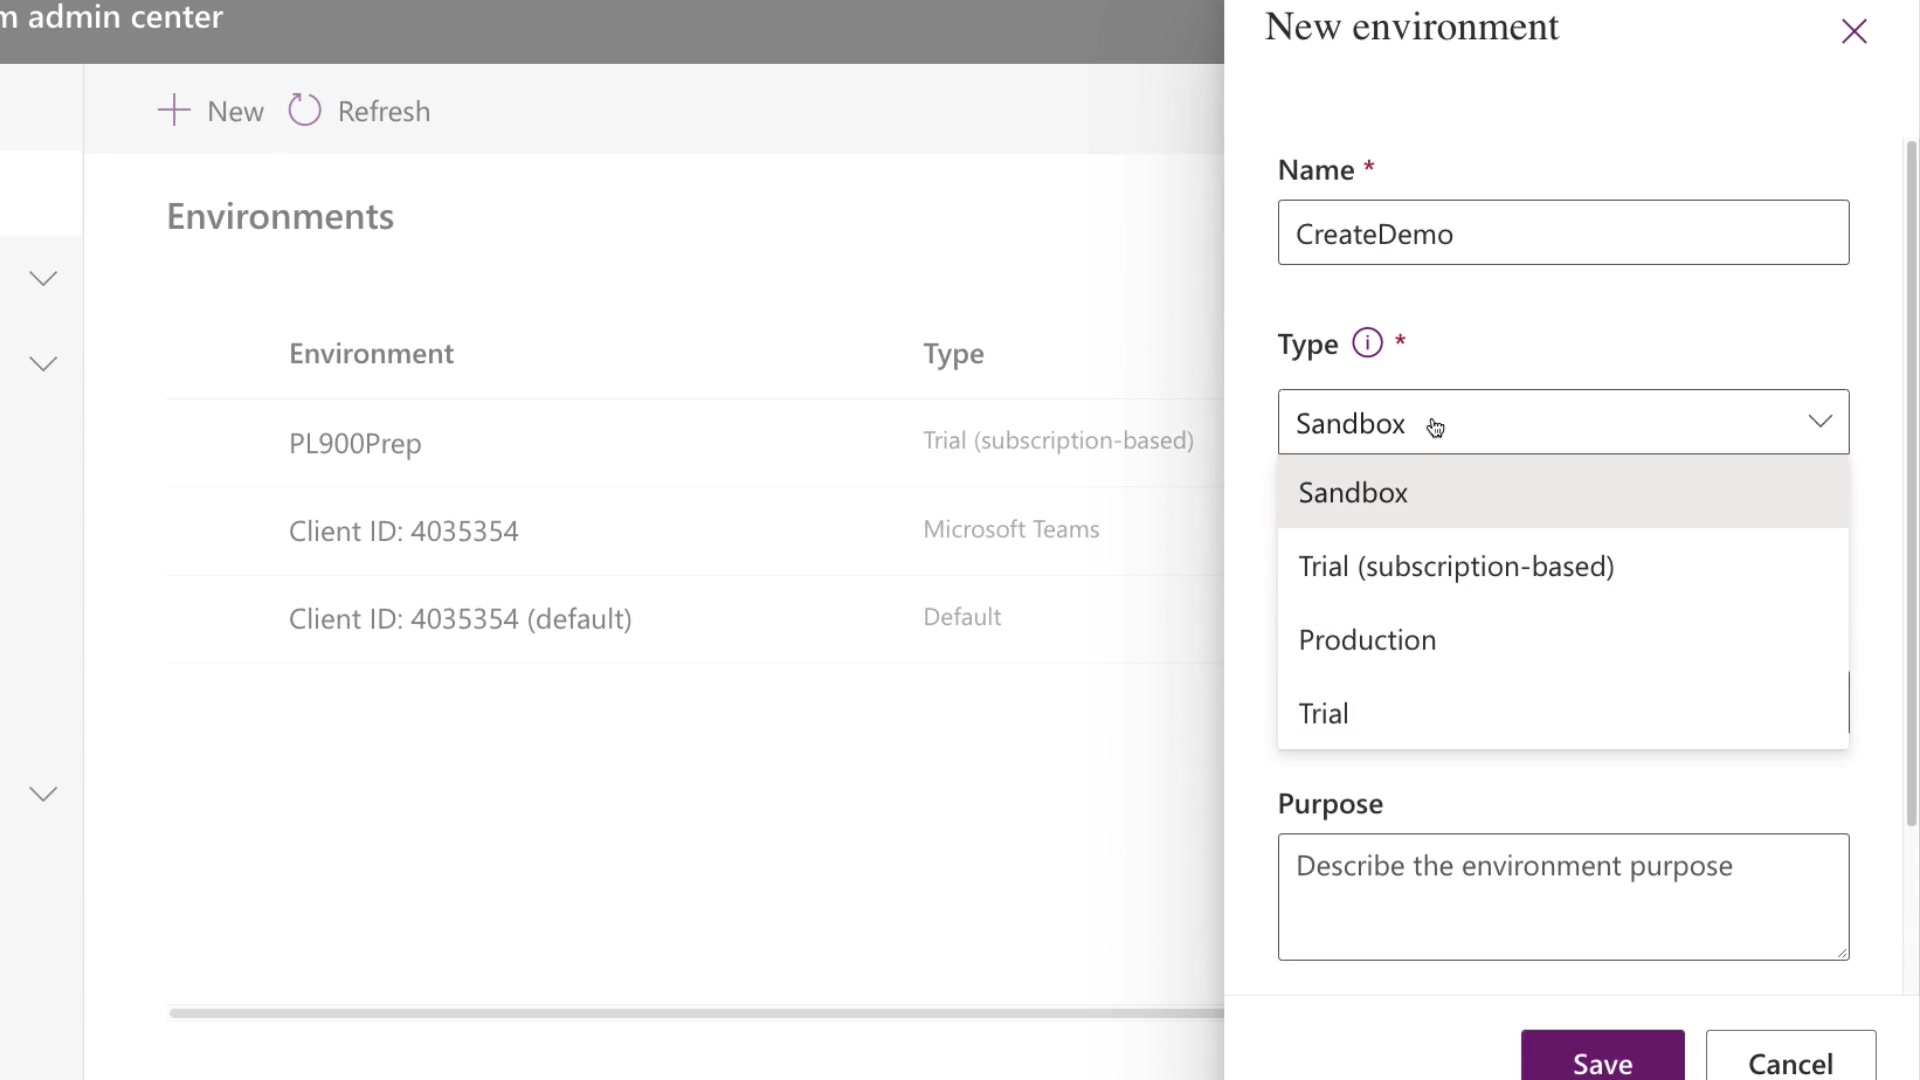 m admin center
New
Refresh
Environments
Environment Type
PL900Prep Trial (subscription-based)
Client ID: 4035354 Microsoft Teams
Client ID: 4035354 (default) Default
New environment
Name *
CreateDemo
Type i *
Sandbox
Sandbox
Trial (subscription-based)
Production
Trial
Purpose
Describe the environment purpose
Save
Cancel